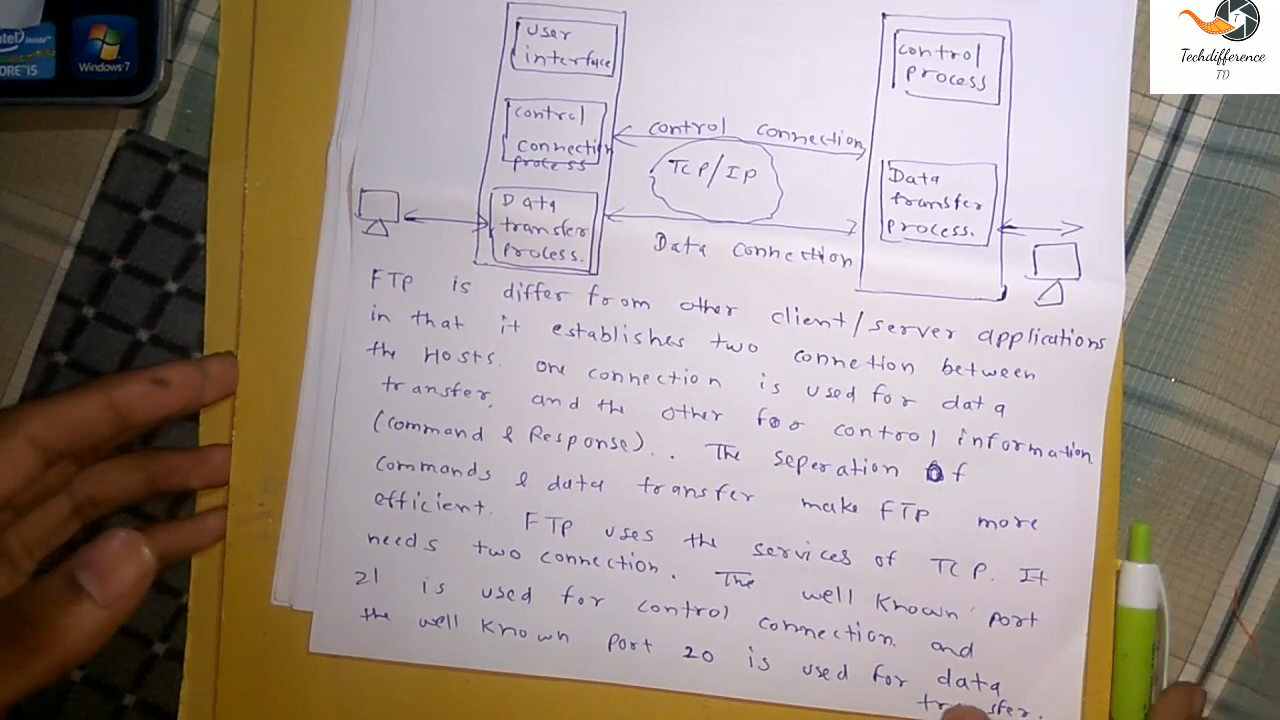 intel inside
CORE i5
Windows 7
Techdifference
TD
User
interface
control
connection
process
Data
transfer
process.
control connection
TCP/IP
Data connection
control
process
Data
transfer
process.
FTP is differ from other client/server applications
in that it establishes two connetion between
the Hosts. one connection is used for data
transfer, and the other foo control information
(command & Response).. The seperation of
commands & data transfer make FTP more
efficient. FTP uses the services of TCP. It
needs two connection. The well known port
21 is used for control connection and
the well known port 20 is used for data
transfer.